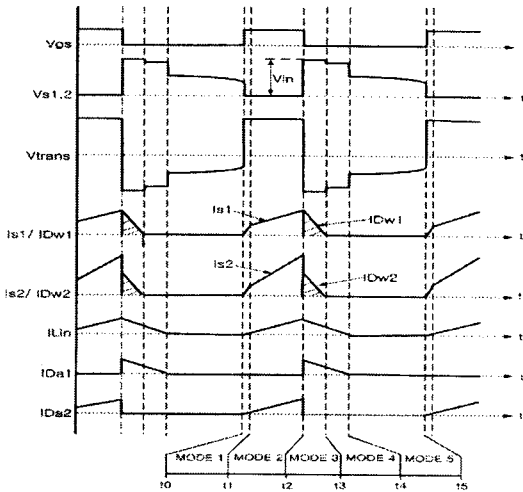 Vgs
t
Vs1,2
Vin
t
Vtrans
t
Is1
IDw1
Is1/ IDw1
t
Is2
IDw2
Is2/ IDw2
t
ILin
t
IDa1
t
IDa2
t
MODE 1 MODE 2 MODE 3 MODE 4 MODE 5
t0 t1 t2 t3 t4 t5